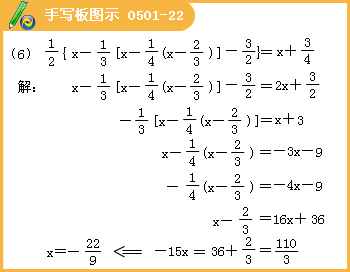 手写板图示 0501-22
(6) 1/2 { x－1/3 [x－1/4 (x－2/3 )]－3/2}＝x＋3/4
解： x－1/3 [x－1/4 (x－2/3 )]－3/2 ＝2x＋3/2
－1/3 [x－1/4 (x－2/3 )]＝x＋3
x－1/4 (x－2/3 ) ＝－3x－9
－1/4 (x－2/3 ) ＝－4x－9
x－2/3 ＝16x＋36
x＝－22/9 ⟸ －15x ＝ 36＋2/3 ＝110/3